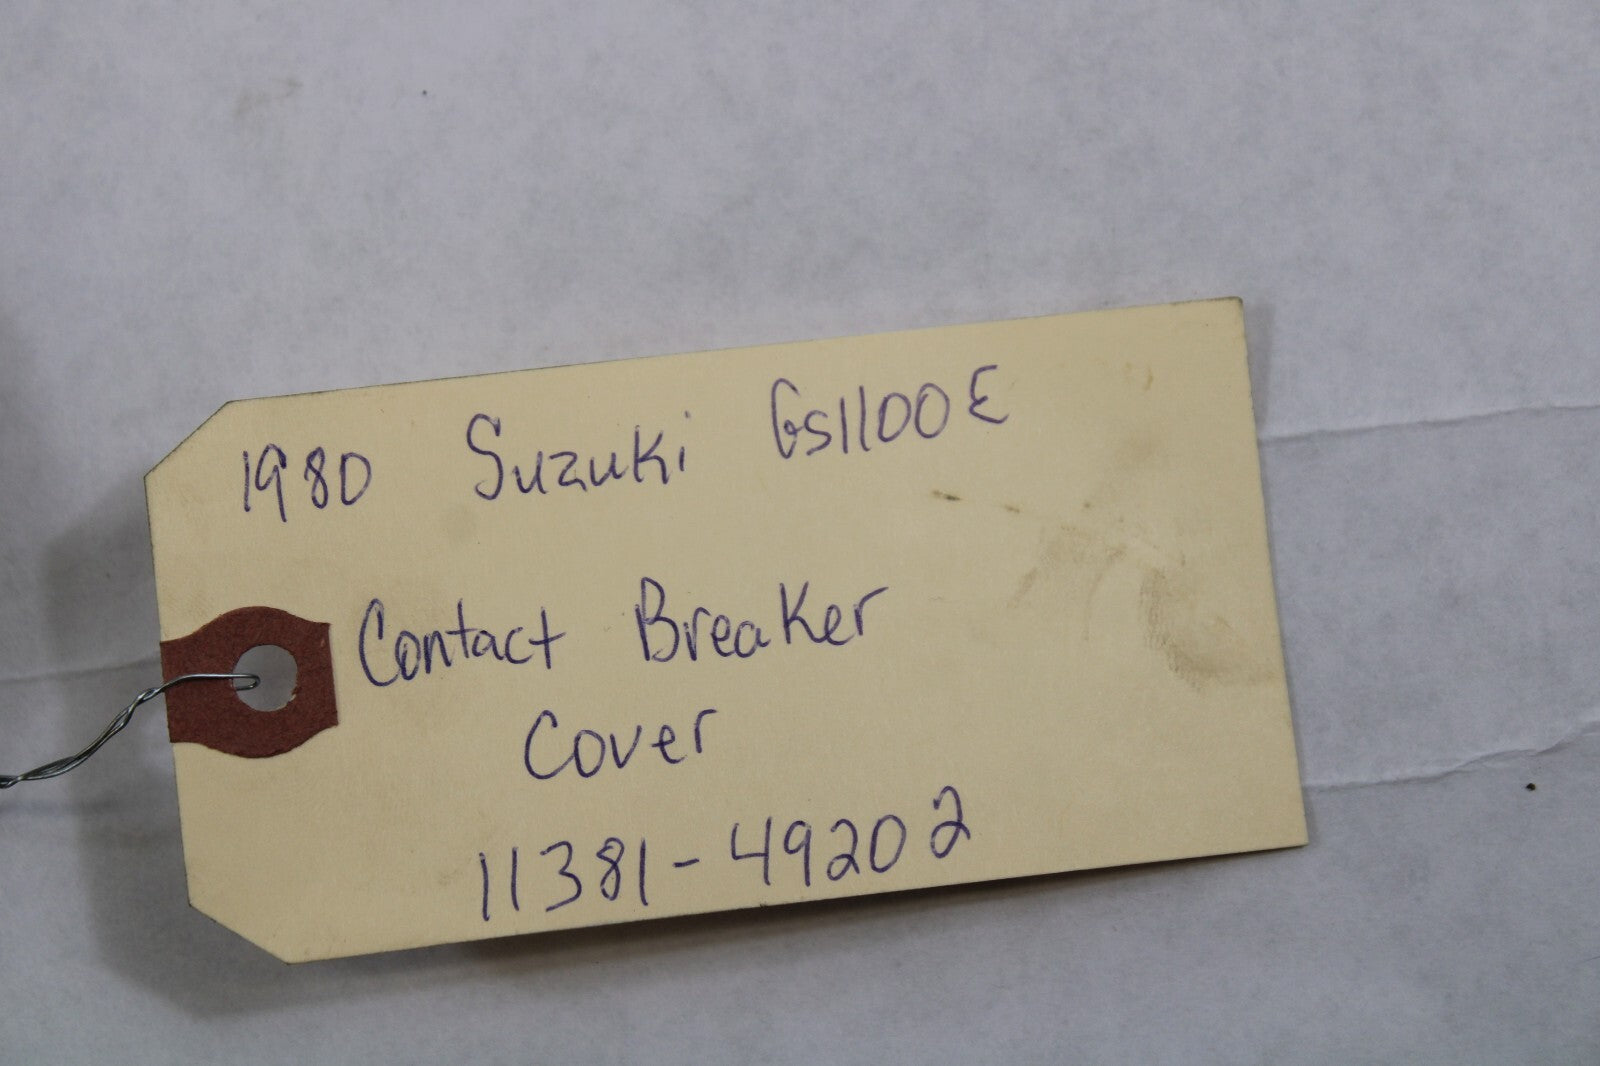 1980 Suzuki GS1100E
Contact Breaker
Cover
11381-49202